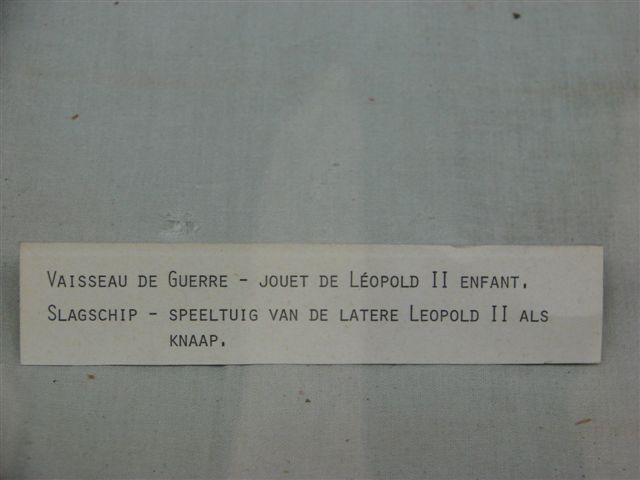 VAISSEAU DE GUERRE – JOUET DE LÉOPOLD II ENFANT.
SLAGSCHIP – SPEELTUIG VAN DE LATERE LEOPOLD II ALS
KNAAP.